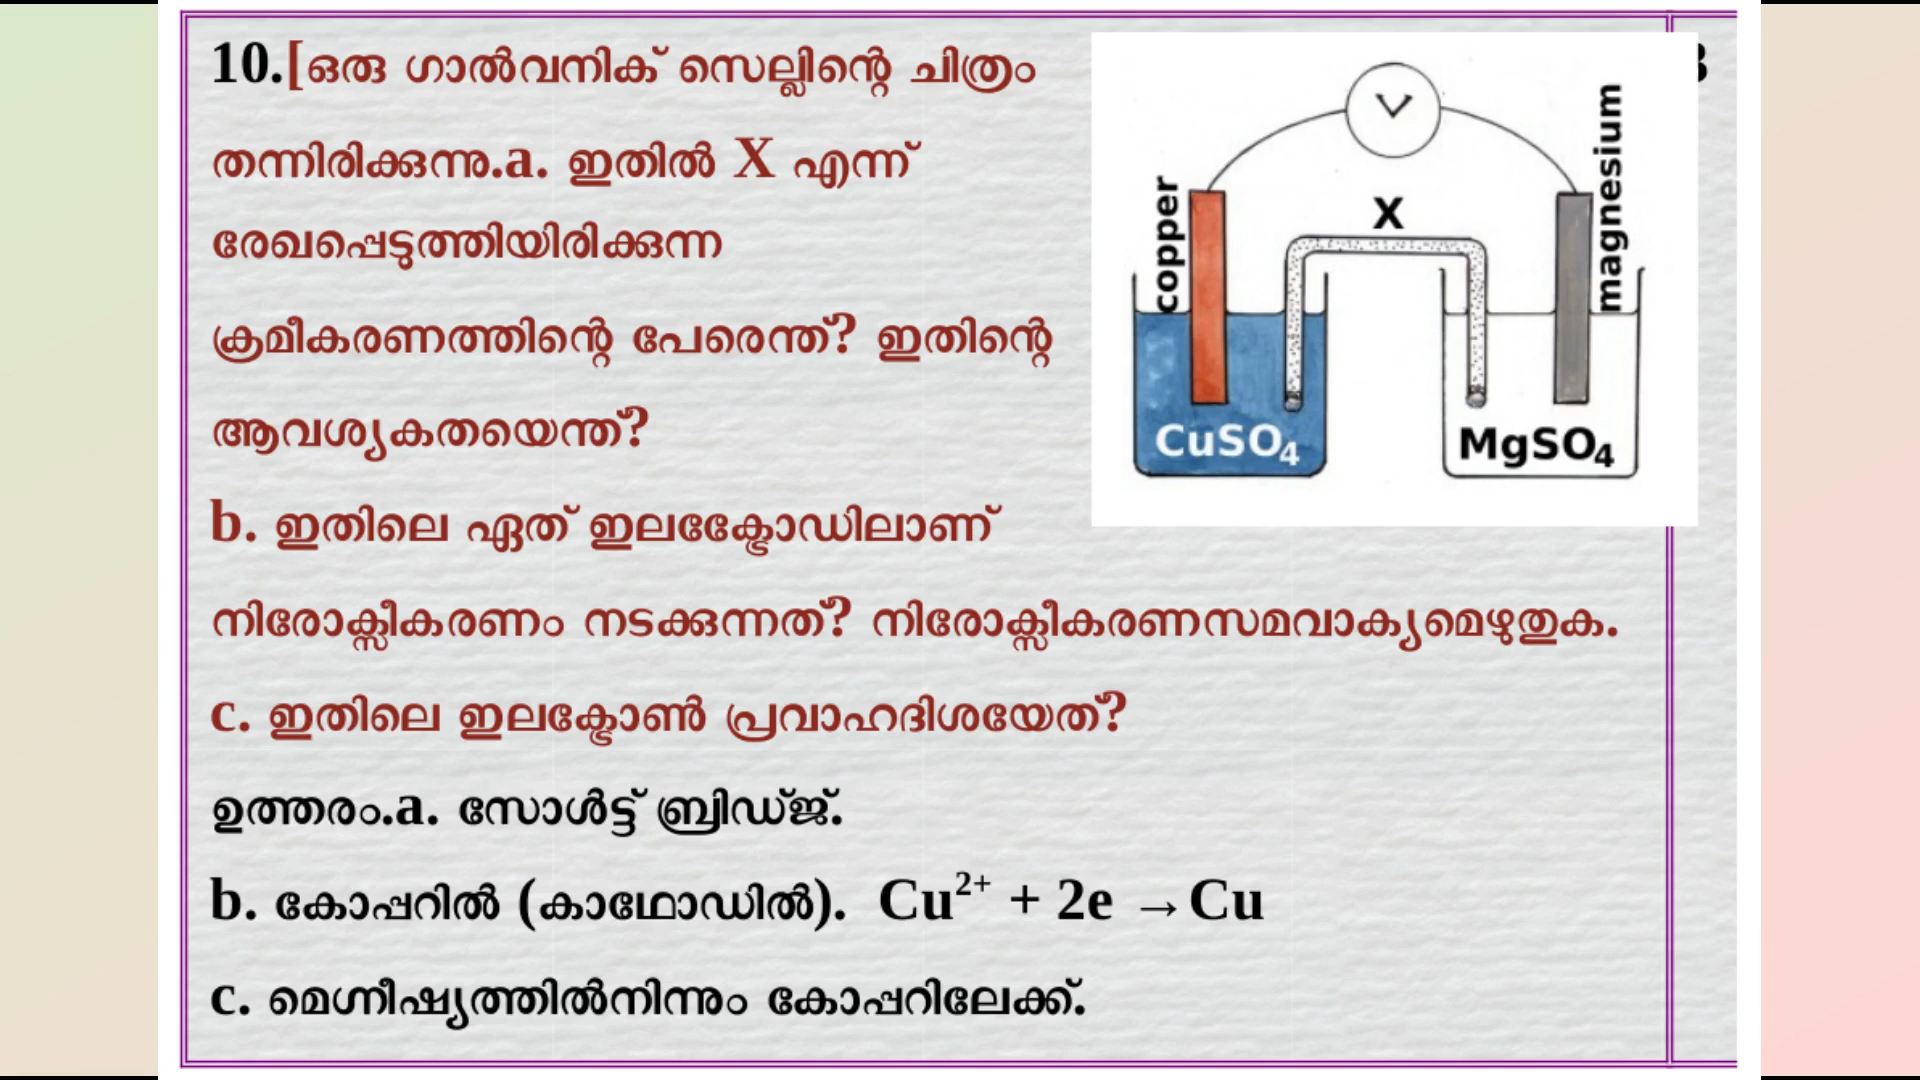 10.[ഒരു ഗാൽവനിക് സെല്ലിന്റെ ചിത്രം
തന്നിരിക്കുന്നു.a. ഇതിൽ X എന്ന്
രേഖപ്പെടുത്തിയിരിക്കുന്ന
ക്രമീകരണത്തിന്റെ പേരെന്ത്? ഇതിന്റെ
ആവശ്യകതയെന്ത്?
b. ഇതിലെ ഏത് ഇലക്ട്രോഡിലാണ്
നിരോക്സീകരണം നടക്കുന്നത്? നിരോക്സീകരണസമവാക്യമെഴുതുക.
c. ഇതിലെ ഇലക്ട്രോൺ പ്രവാഹദിശയേത്?
ഉത്തരം.a. സോൾട്ട് ബ്രിഡ്ജ്.
b. കോപ്പറിൽ (കാഥോഡിൽ). Cu²⁺ + 2e →Cu
c. മെഗ്നീഷ്യത്തിൽനിന്നും കോപ്പറിലേക്ക്.
V
X
copper
magnesium
CuSO₄
MgSO₄